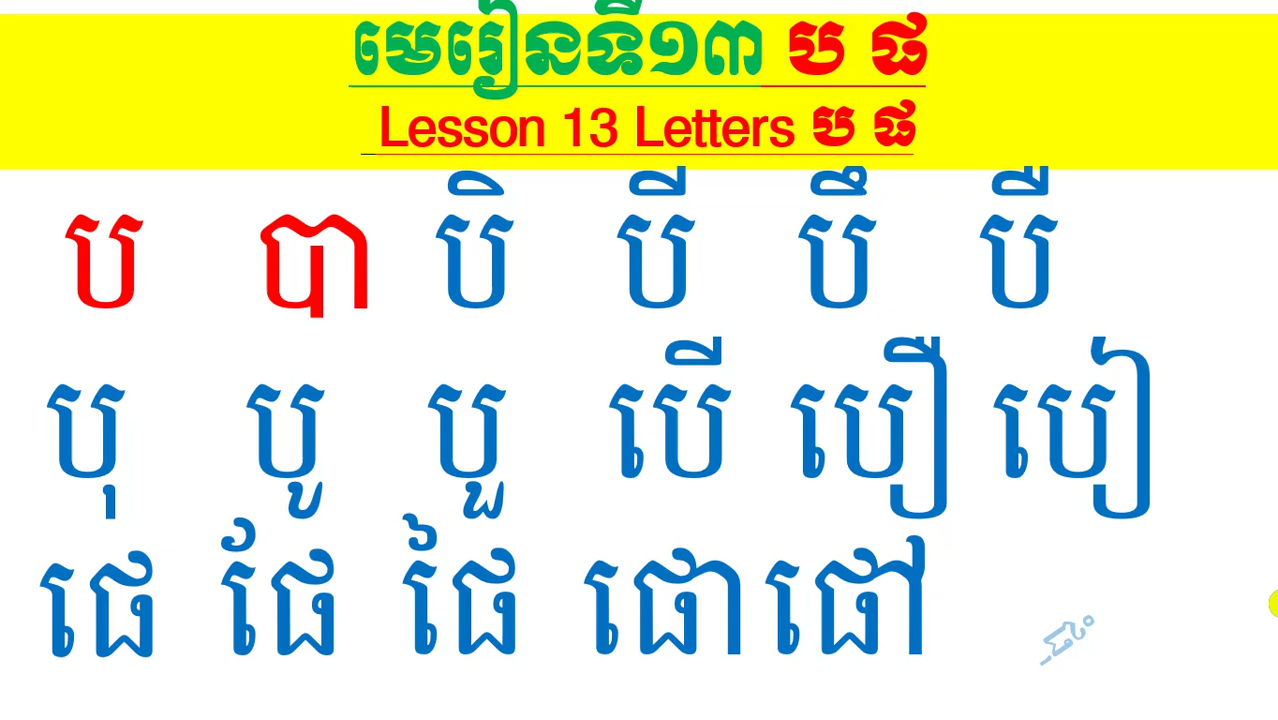 មេរៀនទី១៣ ប ផ
Lesson 13 Letters ប ផ
ប បា បិ បី បឹ បឺ
បុ បូ បួ បើ បឿ បៀ
ផេ ផែ ផៃ ផោ ផៅ